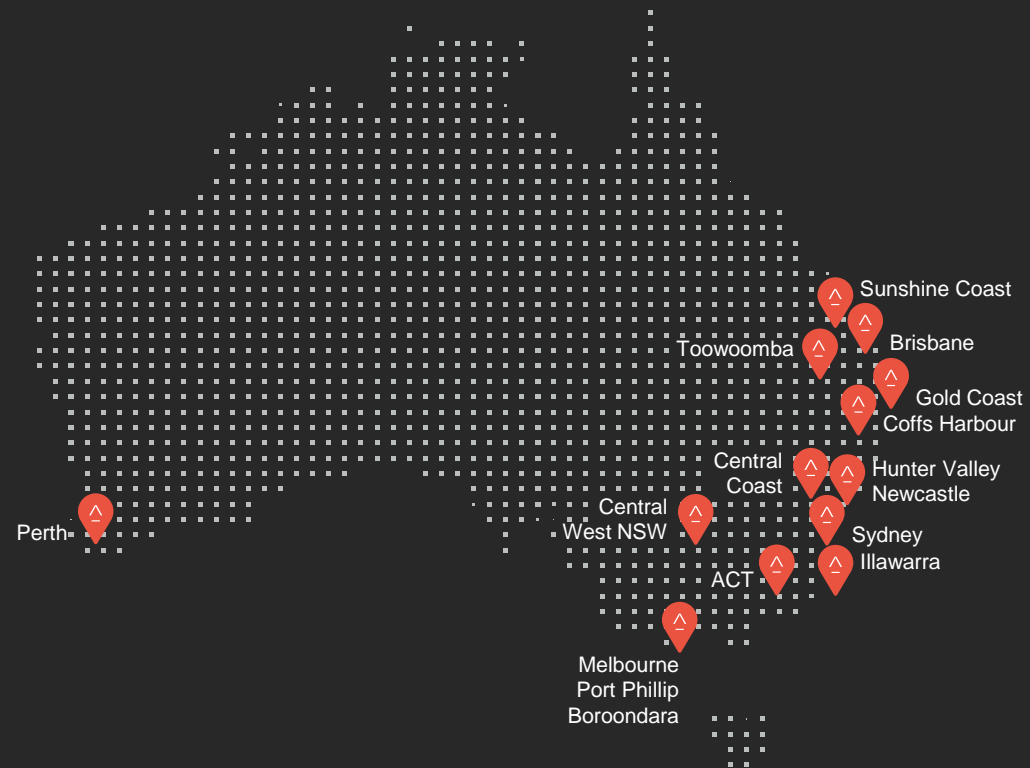 Sunshine Coast
Brisbane
Toowoomba
Gold Coast
Coffs Harbour
Central
Coast
Hunter Valley
Newcastle
Central
West NSW
Perth
Sydney
Illawarra
ACT
Melbourne
Port Phillip
Boroondara